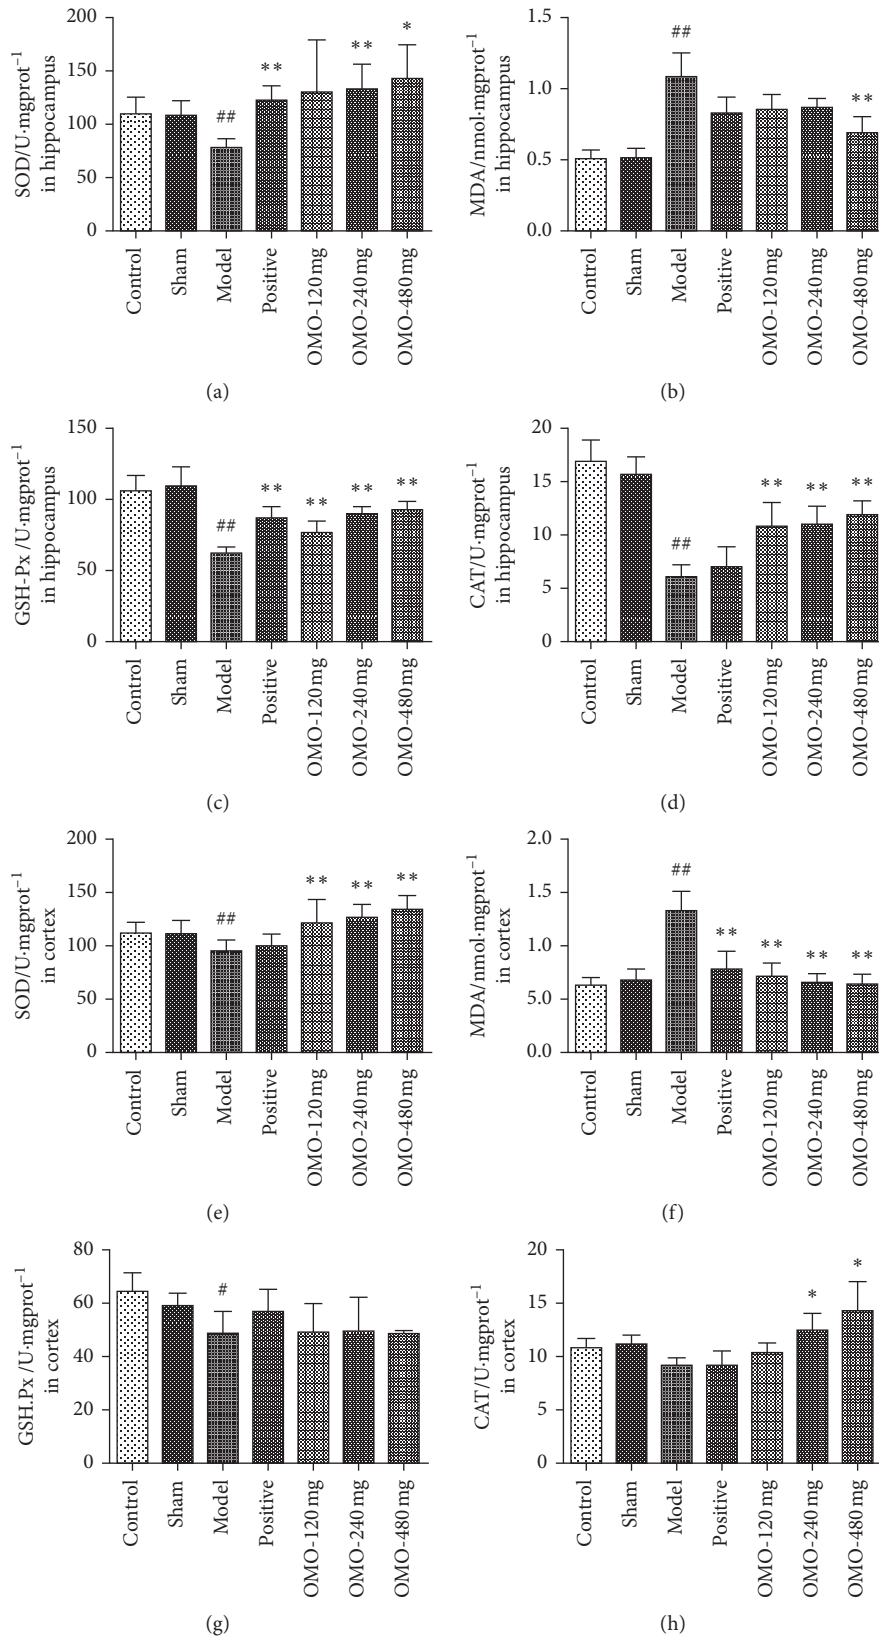 SOD/U·mgprot⁻¹
in hippocampus
200
150
100
50
0
##
**
**
*
Control
Sham
Model
Positive
OMO-120 mg
OMO-240 mg
OMO-480 mg
(a)
MDA/nmol·mgprot⁻¹
in hippocampus
1.5
1.0
0.5
0.0
##
**
Control
Sham
Model
Positive
OMO-120 mg
OMO-240 mg
OMO-480 mg
(b)
GSH-Px /U·mgprot⁻¹
in hippocampus
150
100
50
0
##
**
**
**
**
Control
Sham
Model
Positive
OMO-120 mg
OMO-240 mg
OMO-480 mg
(c)
CAT/U·mgprot⁻¹
in hippocampus
20
15
10
5
0
##
**
**
**
Control
Sham
Model
Positive
OMO-120 mg
OMO-240 mg
OMO-480 mg
(d)
SOD/U·mgprot⁻¹
in cortex
200
150
100
50
0
##
**
**
**
Control
Sham
Model
Positive
OMO-120 mg
OMO-240 mg
OMO-480 mg
(e)
MDA/nmol·mgprot⁻¹
in cortex
2.0
1.5
1.0
5.0
0.0
##
**
**
**
**
Control
Sham
Model
Positive
OMO-120 mg
OMO-240 mg
OMO-480 mg
(f)
GSH.Px /U·mgprot⁻¹
in cortex
80
60
40
20
0
#
Control
Sham
Model
Positive
OMO-120 mg
OMO-240 mg
OMO-480 mg
(g)
CAT/U·mgprot⁻¹
in cortex
20
15
10
5
0
*
*
Control
Sham
Model
Positive
OMO-120 mg
OMO-240 mg
OMO-480 mg
(h)